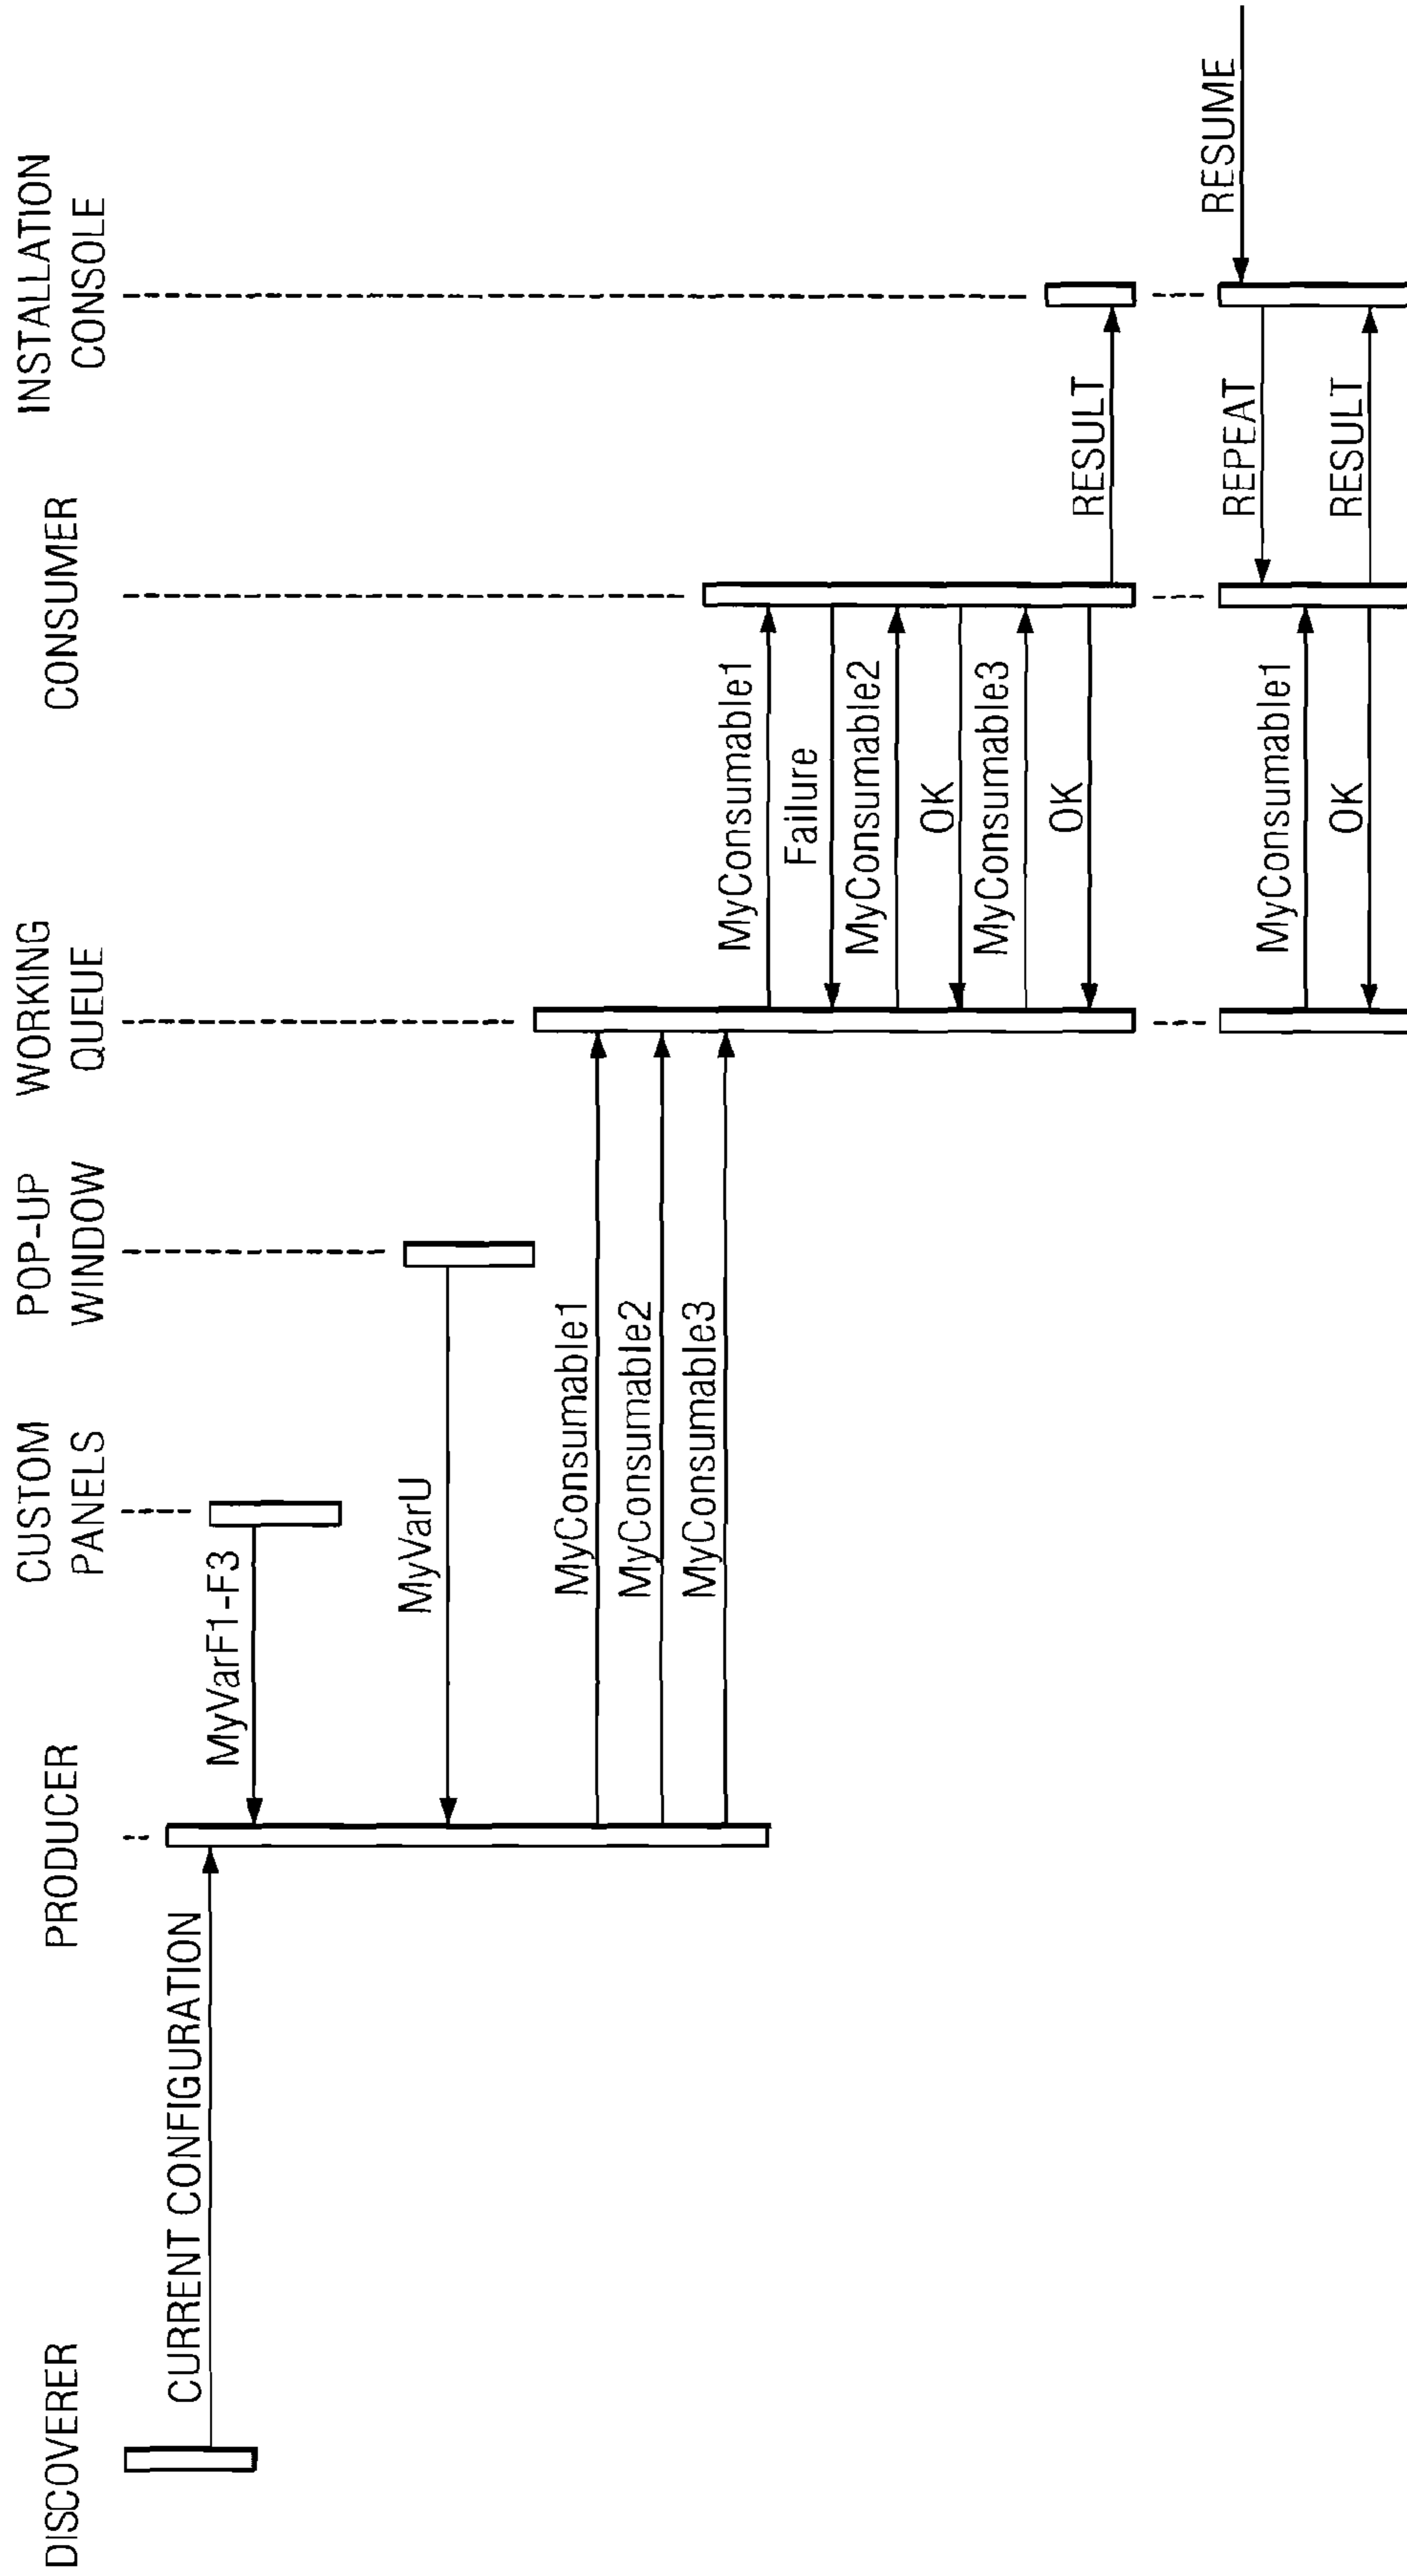 DISCOVERER
PRODUCER
CUSTOM
PANELS
POP-UP
WINDOW
WORKING
QUEUE
CONSUMER
INSTALLATION
CONSOLE
CURRENT CONFIGURATION
MyVarF1-F3
MyVarU
MyConsumable1
MyConsumable2
MyConsumable3
MyConsumable1
Failure
MyConsumable2
OK
MyConsumable3
OK
RESULT
RESUME
REPEAT
MyConsumable1
OK
RESULT